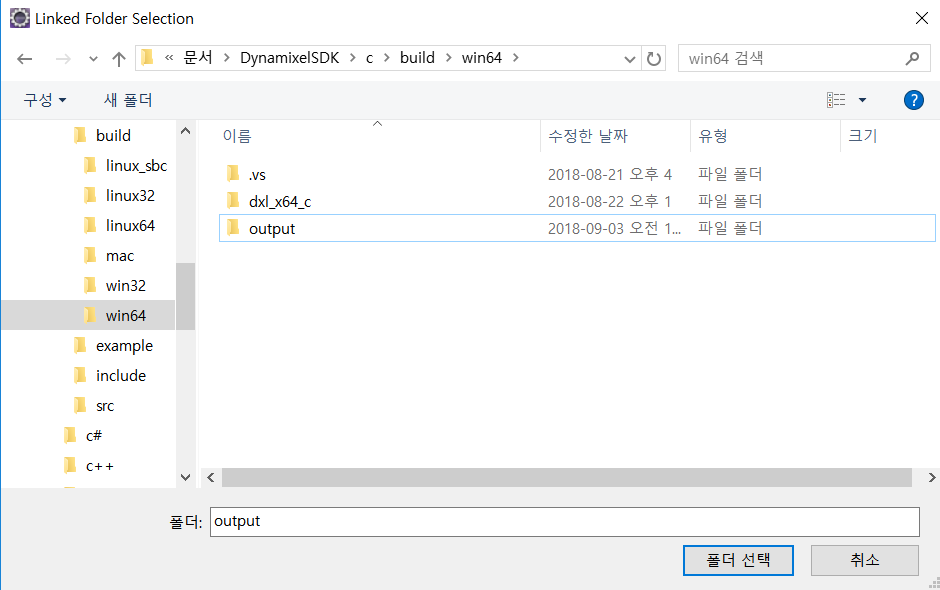 Linked Folder Selection
« 문서 > DynamixelSDK > c > build > win64 >
win64 검색
구성
새 폴더
?
이름
수정한 날짜
유형
크기
build
linux_sbc
linux32
linux64
mac
win32
win64
example
include
src
c#
c++
.vs 2018-08-21 오후 4 파일 폴더
dxl_x64_c 2018-08-22 오후 1 파일 폴더
output 2018-09-03 오전 1... 파일 폴더
폴더: output
폴더 선택
취소